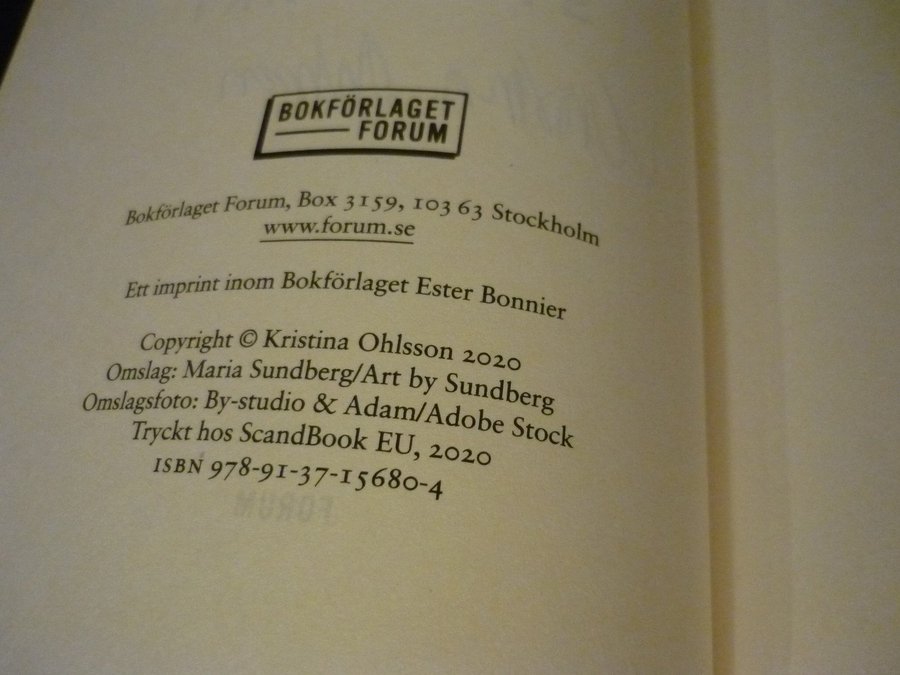 BOKFÖRLAGET
FORUM
Bokförlaget Forum, Box 3159, 103 63 Stockholm
www.forum.se
Ett imprint inom Bokförlaget Ester Bonnier
Copyright © Kristina Ohlsson 2020
Omslag: Maria Sundberg/Art by Sundberg
Omslagsfoto: By-studio & Adam/Adobe Stock
Tryckt hos ScandBook EU, 2020
ISBN 978-91-37-15680-4
FORUM